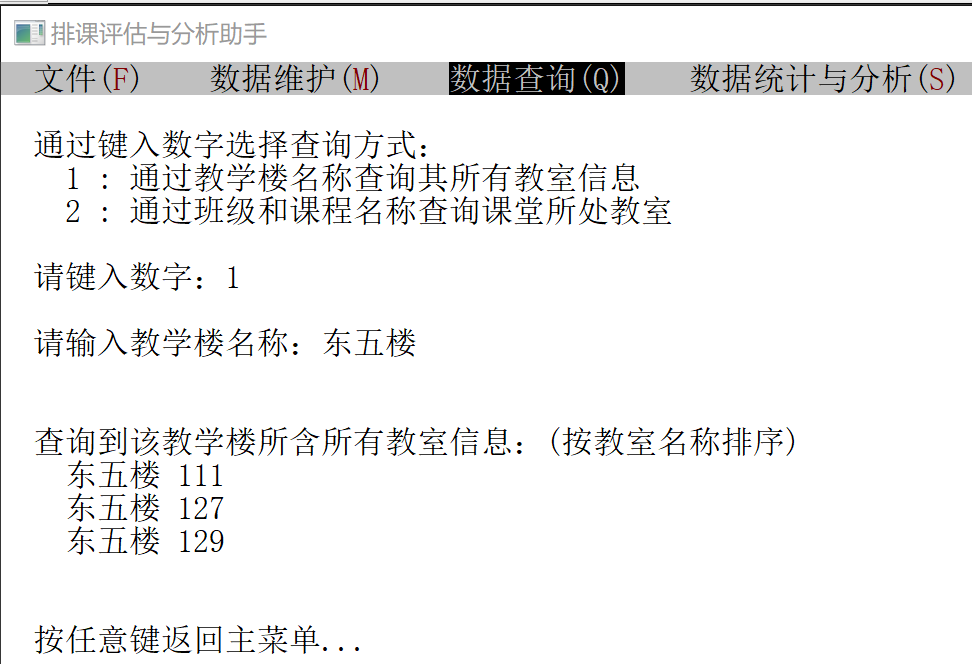 排课评估与分析助手
文件(F) 数据维护(M) 数据查询(Q) 数据统计与分析(S)
通过键入数字选择查询方式：
1 : 通过教学楼名称查询其所有教室信息
2 : 通过班级和课程名称查询课堂所处教室
请键入数字：1
请输入教学楼名称：东五楼
查询到该教学楼所含所有教室信息：(按教室名称排序)
东五楼 111
东五楼 127
东五楼 129
按任意键返回主菜单...